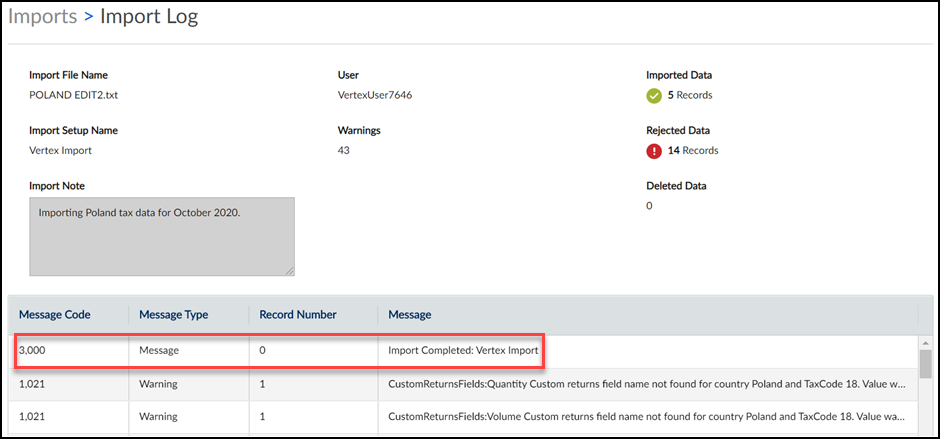 Imports > Import Log
Import File Name
POLAND EDIT2.txt
User
VertexUser7646
Imported Data
5 Records
Import Setup Name
Vertex Import
Warnings
43
Rejected Data
14 Records
Import Note
Importing Poland tax data for October 2020.
Deleted Data
0
Message Code Message Type Record Number Message
3,000 Message 0 Import Completed: Vertex Import
1,021 Warning 1 CustomReturnsFields:Quantity Custom returns field name not found for country Poland and TaxCode 18. Value w...
1,021 Warning 1 CustomReturnsFields:Volume Custom returns field name not found for country Poland and TaxCode 18. Value wa...